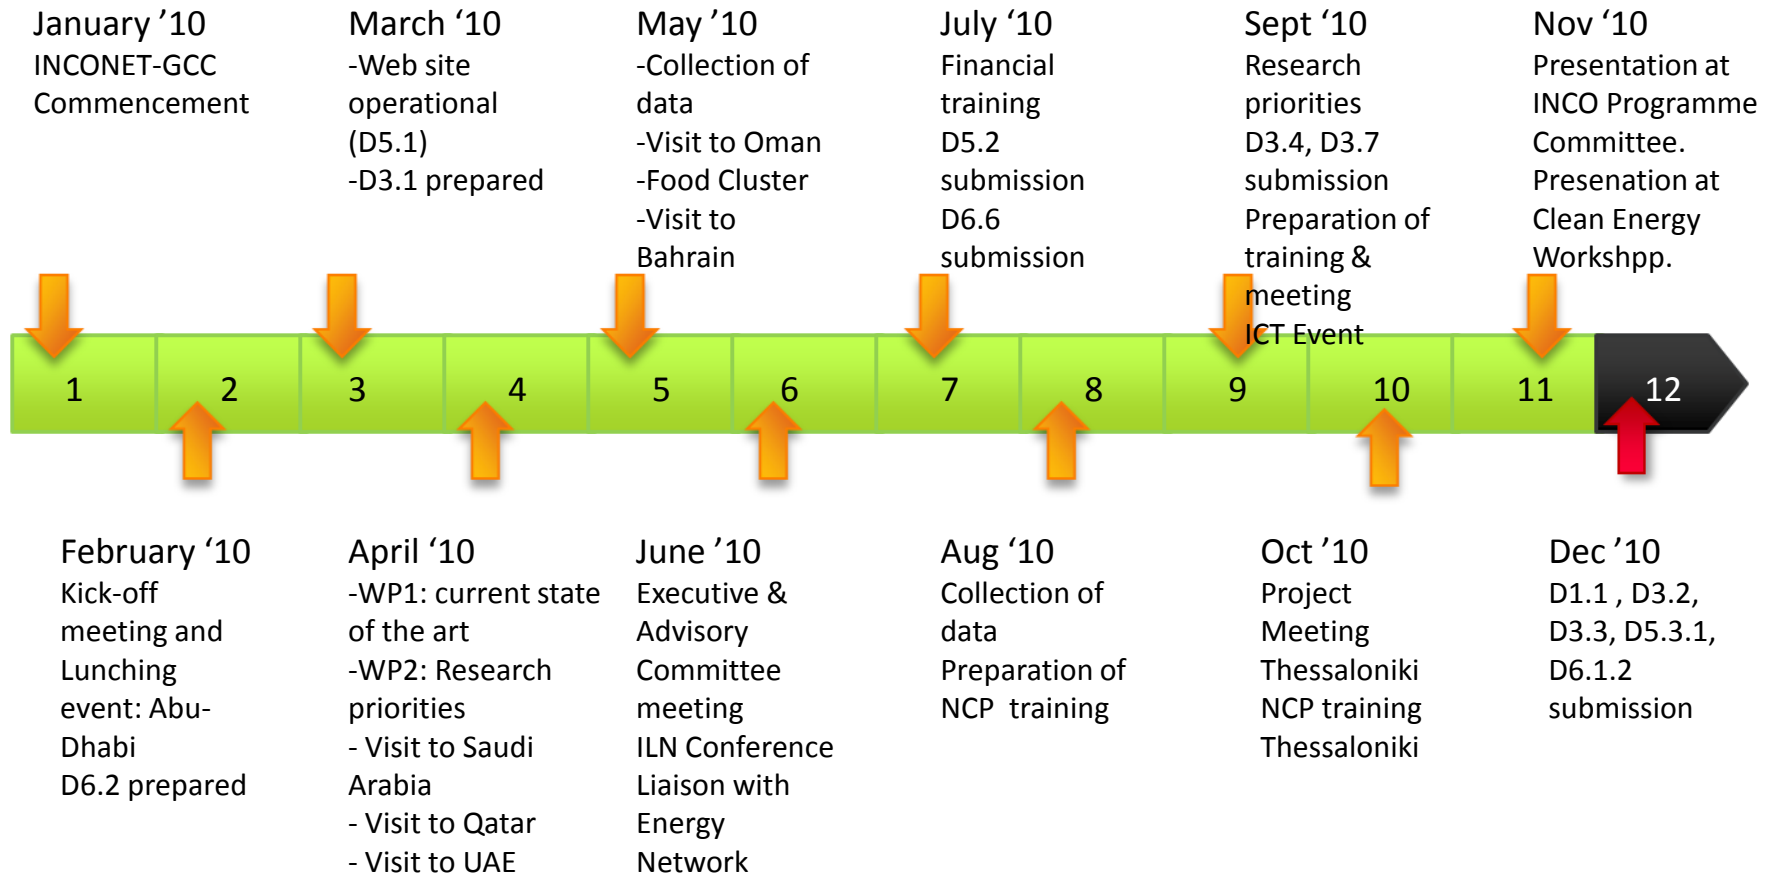 January ’10
INCONET-GCC
Commencement
March ‘10
-Web site
operational
(D5.1)
-D3.1 prepared
May ’10
-Collection of
data
-Visit to Oman
-Food Cluster
-Visit to
Bahrain
July ‘10
Financial
training
D5.2
submission
D6.6
submission
Sept ‘10
Research
priorities
D3.4, D3.7
submission
Preparation of
training &
meeting
ICT Event
Nov ’10
Presentation at
INCO Programme
Committee.
Presenation at
Clean Energy
Workshpp.
1 2 3 4 5 6 7 8 9 10 11 12
February ‘10
Kick-off
meeting and
Lunching
event: Abu-
Dhabi
D6.2 prepared
April ‘10
-WP1: current state
of the art
-WP2: Research
priorities
- Visit to Saudi
Arabia
- Visit to Qatar
- Visit to UAE
June ’10
Executive &
Advisory
Committee
meeting
ILN Conference
Liaison with
Energy
Network
Aug ‘10
Collection of
data
Preparation of
NCP  training
Oct ’10
Project
Meeting
Thessaloniki
NCP training
Thessaloniki
Dec ’10
D1.1 , D3.2,
D3.3, D5.3.1,
D6.1.2
submission